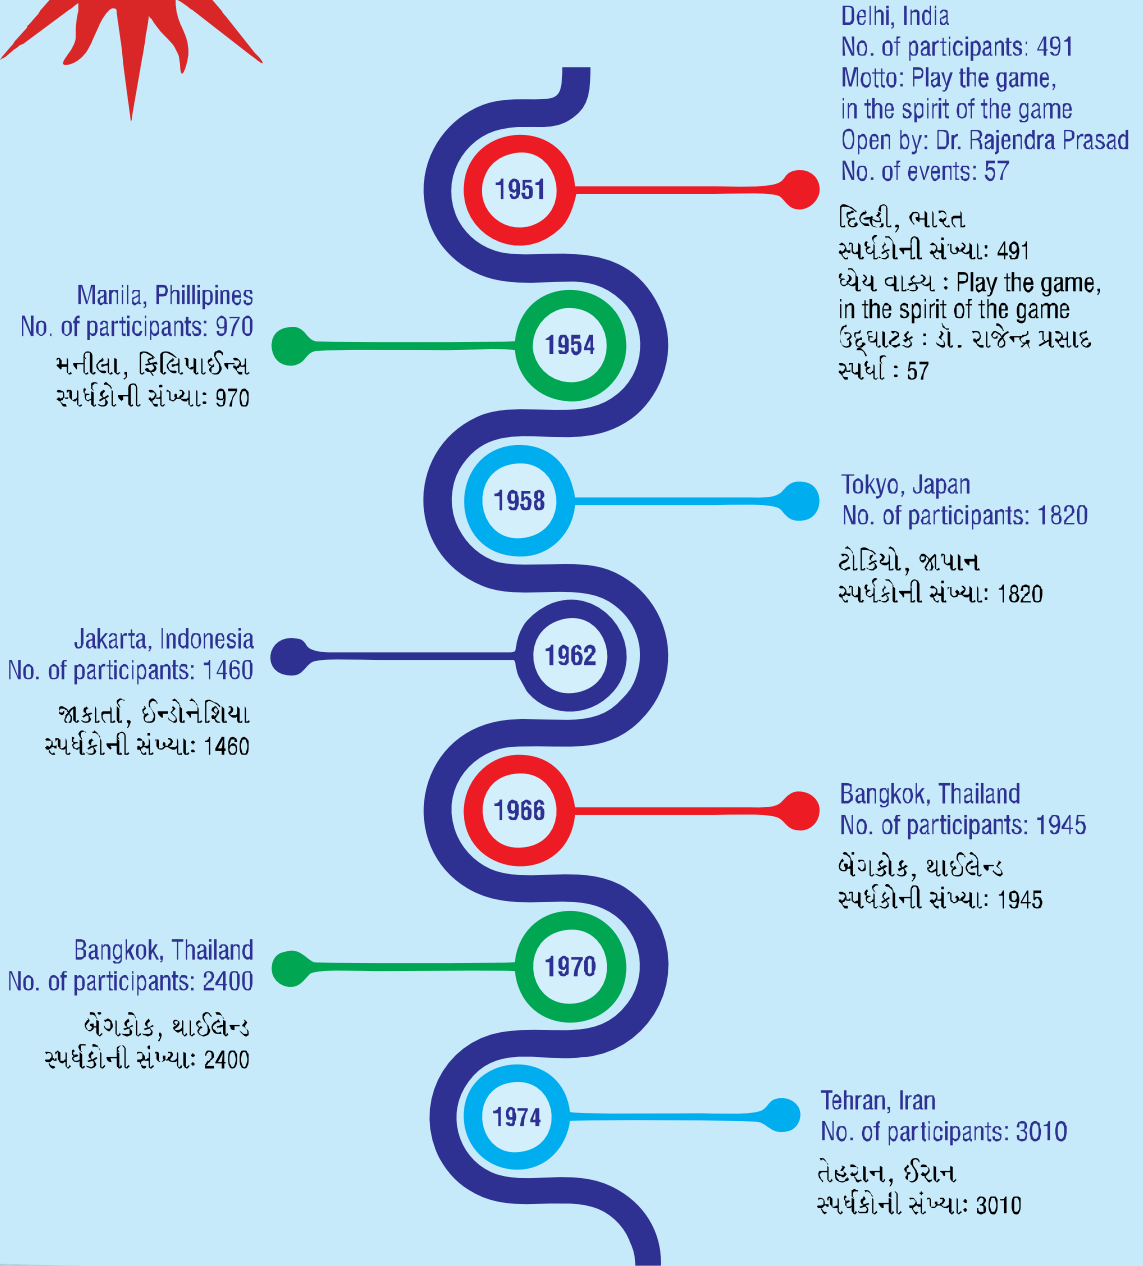 Delhi, India
No. of participants: 491
Motto: Play the game,
in the spirit of the game
Open by: Dr. Rajendra Prasad
No. of events: 57
1951
દિલ્હી, ભારત
સ્પર્ધકોની સંખ્યા: 491
ધ્યેય વાક્ય : Play the game,
in the spirit of the game
ઉદ્ઘાટક : ડૉ. રાજેન્દ્ર પ્રસાદ
સ્પર્ધા : 57
Manila, Phillipines
No. of participants: 970
1954
મનીલા, ફિલિપાઈન્સ
સ્પર્ધકોની સંખ્યા: 970
Tokyo, Japan
1958
No. of participants: 1820
ટોકિયો, જાપાન
સ્પર્ધકોની સંખ્યા: 1820
Jakarta, Indonesia
1962
No. of participants: 1460
જાકાર્તા, ઈન્ડોનેશિયા
સ્પર્ધકોની સંખ્યા: 1460
Bangkok, Thailand
1966
No. of participants: 1945
બેંગકોક, થાઈલેન્ડ
સ્પર્ધકોની સંખ્યા: 1945
Bangkok, Thailand
1970
No. of participants: 2400
બેંગકોક, થાઈલેન્ડ
સ્પર્ધકોની સંખ્યા: 2400
Tehran, Iran
1974
No. of participants: 3010
તેહરાન, ઈરાન
સ્પર્ધકોની સંખ્યા: 3010